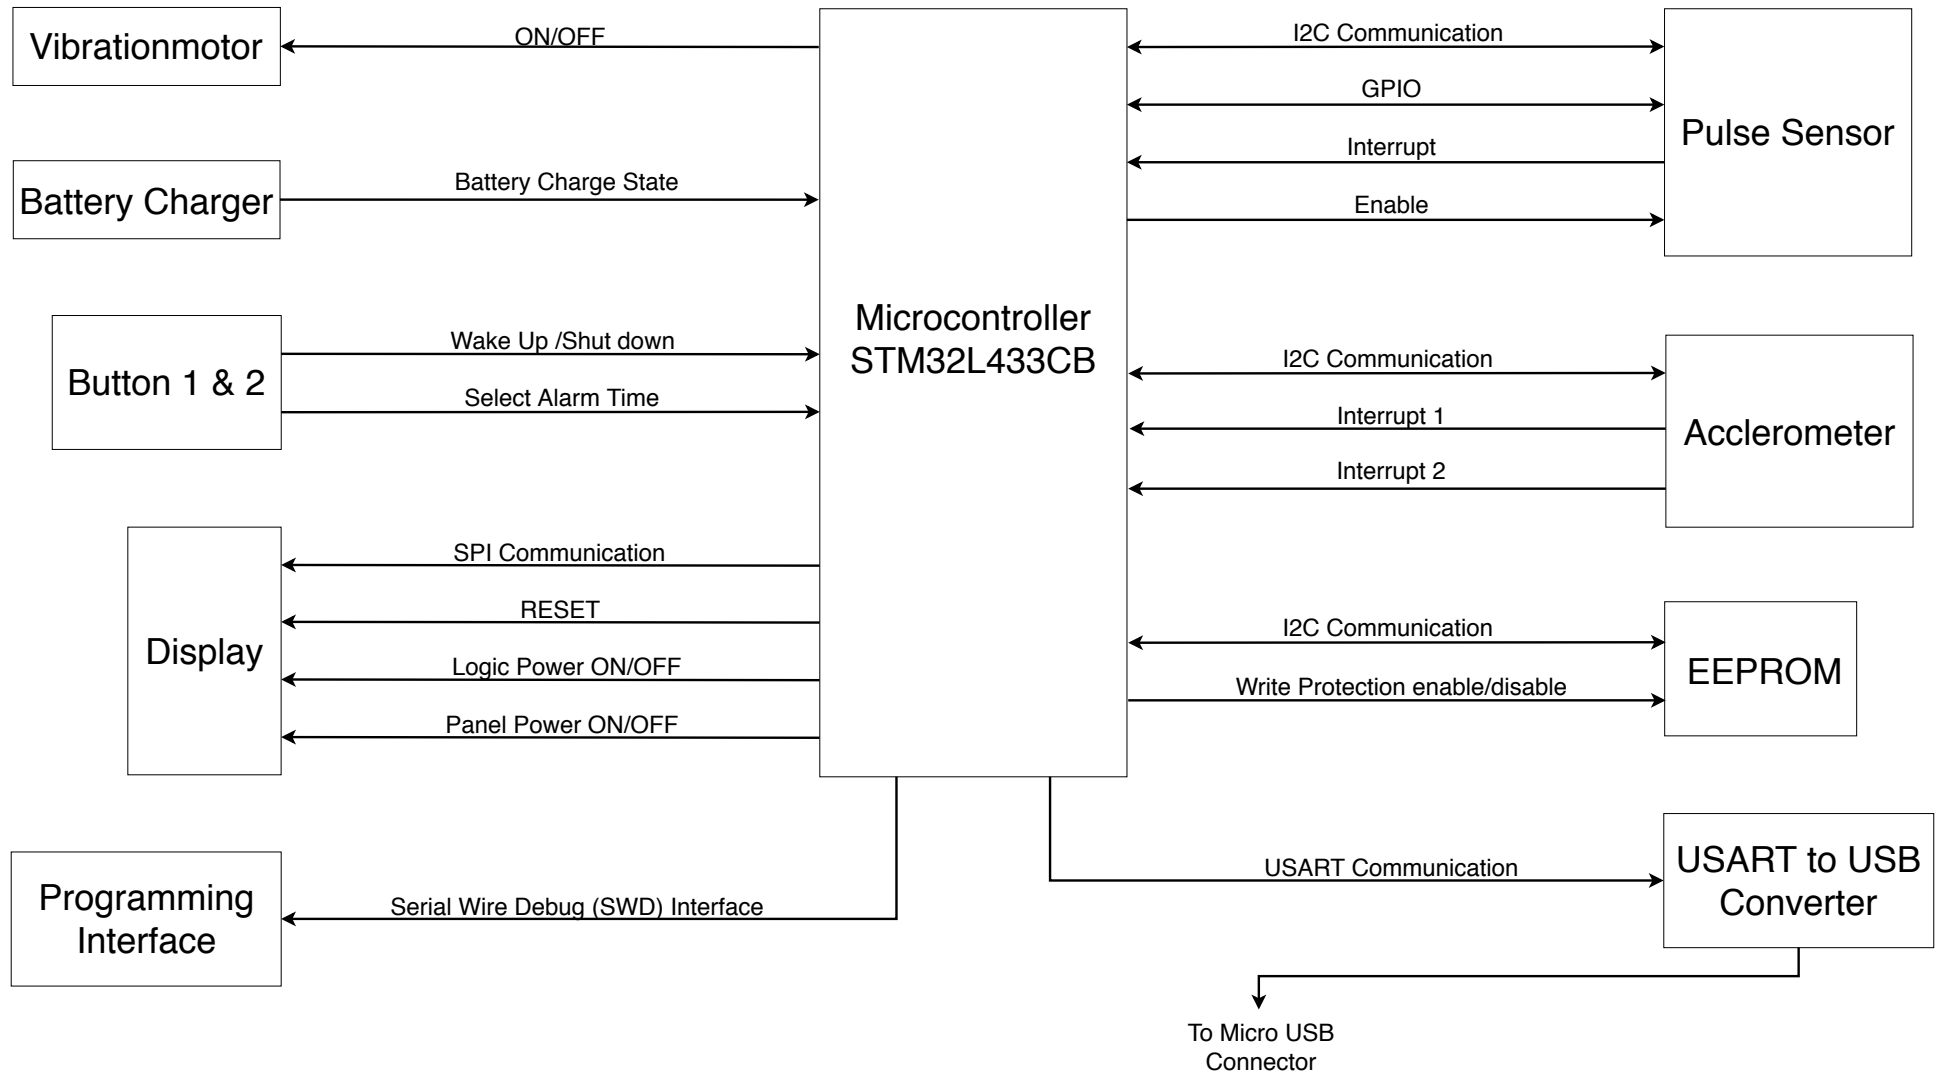 Vibrationmotor
ON/OFF
Battery Charger
Battery Charge State
Button 1 & 2
Wake Up /Shut down
Select Alarm Time
Display
SPI Communication
RESET
Logic Power ON/OFF
Panel Power ON/OFF
Programming
Interface
Serial Wire Debug (SWD) Interface
Microcontroller
STM32L433CB
I2C Communication
GPIO
Interrupt
Enable
Pulse Sensor
I2C Communication
Interrupt 1
Interrupt 2
Acclerometer
I2C Communication
Write Protection enable/disable
EEPROM
USART Communication
USART to USB
Converter
To Micro USB
Connector